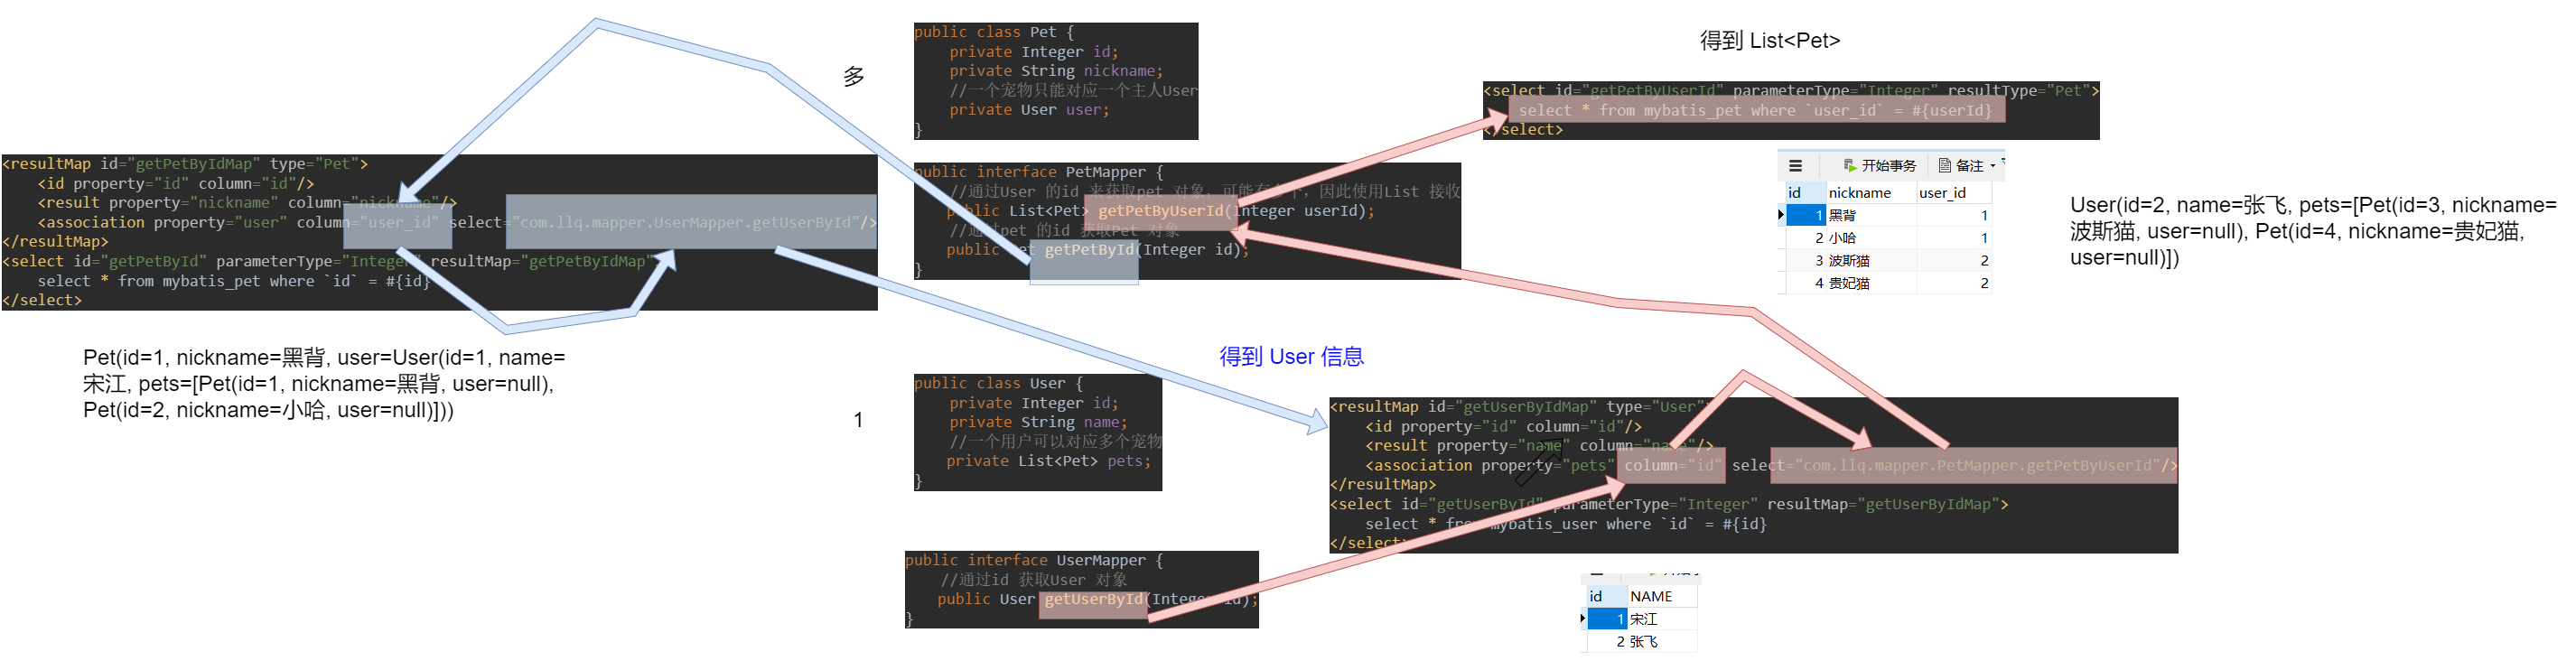 多
public class Pet {
    private Integer id;
    private String nickname;
    //一个宠物只能对应一个主人User
    private User user;
}
得到 List<Pet>
<select id="getPetByUserId" parameterType="Integer" resultType="Pet">
    select * from mybatis_pet where `user_id` = #{userId}
</select>
<resultMap id="getPetByIdMap" type="Pet">
    <id property="id" column="id"/>
    <result property="nickname" column="nickname"/>
    <association property="user" column="user_id" select="com.llq.mapper.UserMapper.getUserById"/>
</resultMap>
<select id="getPetById" parameterType="Integer" resultMap="getPetByIdMap"
    select * from mybatis_pet where `id` = #{id}
</select>
public interface PetMapper {
    //通过User 的id 来获取pet 对象，可能有多个，因此使用List 接收
    public List<Pet> getPetByUserId(Integer userId);
    //通过pet 的id 获取Pet 对象
    public Pet getPetById(Integer id);
}
开始事务 备注
id nickname user_id
1 黑背 1
2 小哈 1
3 波斯猫 2
4 贵妃猫 2
User(id=2, name=张飞, pets=[Pet(id=3, nickname=
波斯猫, user=null), Pet(id=4, nickname=贵妃猫,
user=null)])
Pet(id=1, nickname=黑背, user=User(id=1, name=
宋江, pets=[Pet(id=1, nickname=黑背, user=null),
Pet(id=2, nickname=小哈, user=null)]))
得到 User 信息
1
public class User {
    private Integer id;
    private String name;
    //一个用户可以对应多个宠物
    private List<Pet> pets;
}
<resultMap id="getUserByIdMap" type="User"
    <id property="id" column="id"/>
    <result property="name" column="name"/>
    <association property="pets" column="id" select="com.llq.mapper.PetMapper.getPetByUserId"/>
</resultMap>
<select id="getUserById" parameterType="Integer" resultMap="getUserByIdMap">
    select * from mybatis_user where `id` = #{id}
</select>
public interface UserMapper {
    //通过id 获取User 对象
    public User getUserById(Integer id);
}
id NAME
1 宋江
2 张飞